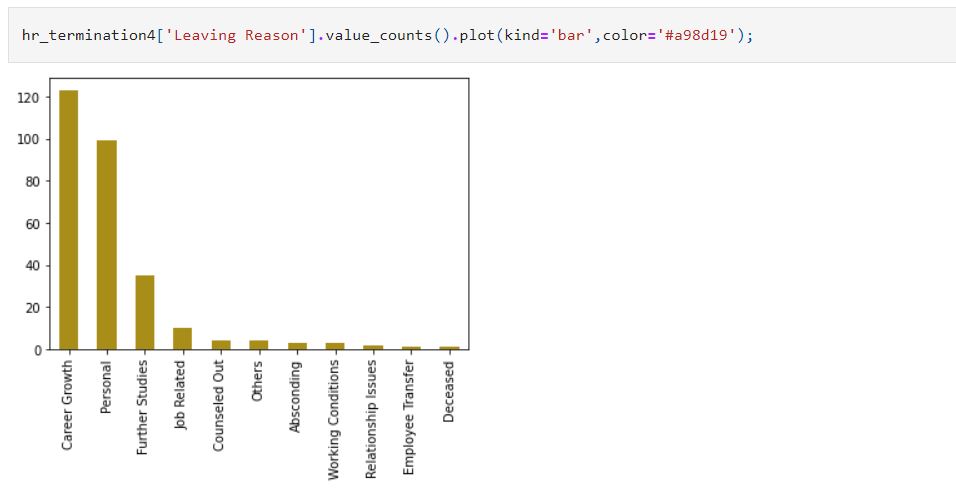 hr_termination4['Leaving Reason'].value_counts().plot(kind='bar',color='#a98d19');
120
100
80
60
40
20
0
Career Growth
Personal
Further Studies
Job Related
Counseled Out
Others
Absconding
Working Conditions
Relationship Issues
Employee Transfer
Deceased